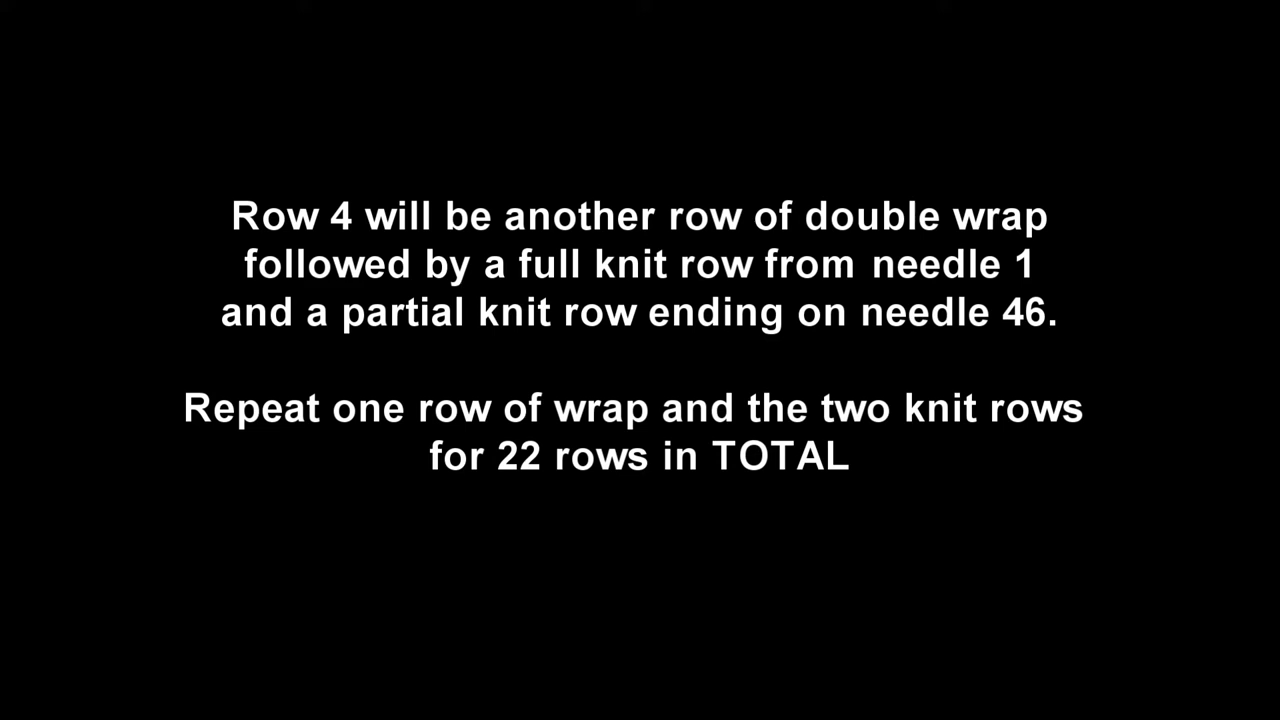 Row 4 will be another row of double wrap
followed by a full knit row from needle 1
and a partial knit row ending on needle 46.
Repeat one row of wrap and the two knit rows
for 22 rows in TOTAL